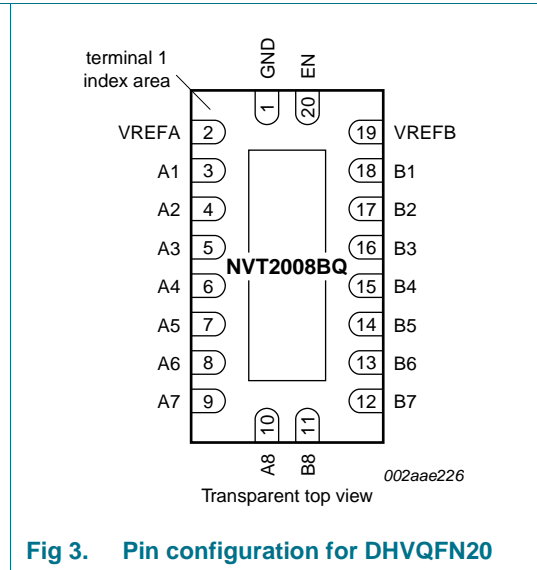 terminal 1
index area
GND
EN
1
20
VREFA 2
19 VREFB
A1 3
18 B1
A2 4
17 B2
A3 5
16 B3
NVT2008BQ
A4 6
15 B4
A5 7
14 B5
A6 8
13 B6
A7 9
12 B7
10
11
A8
B8
002aae226
Transparent top view
Fig 3. Pin configuration for DHVQFN20